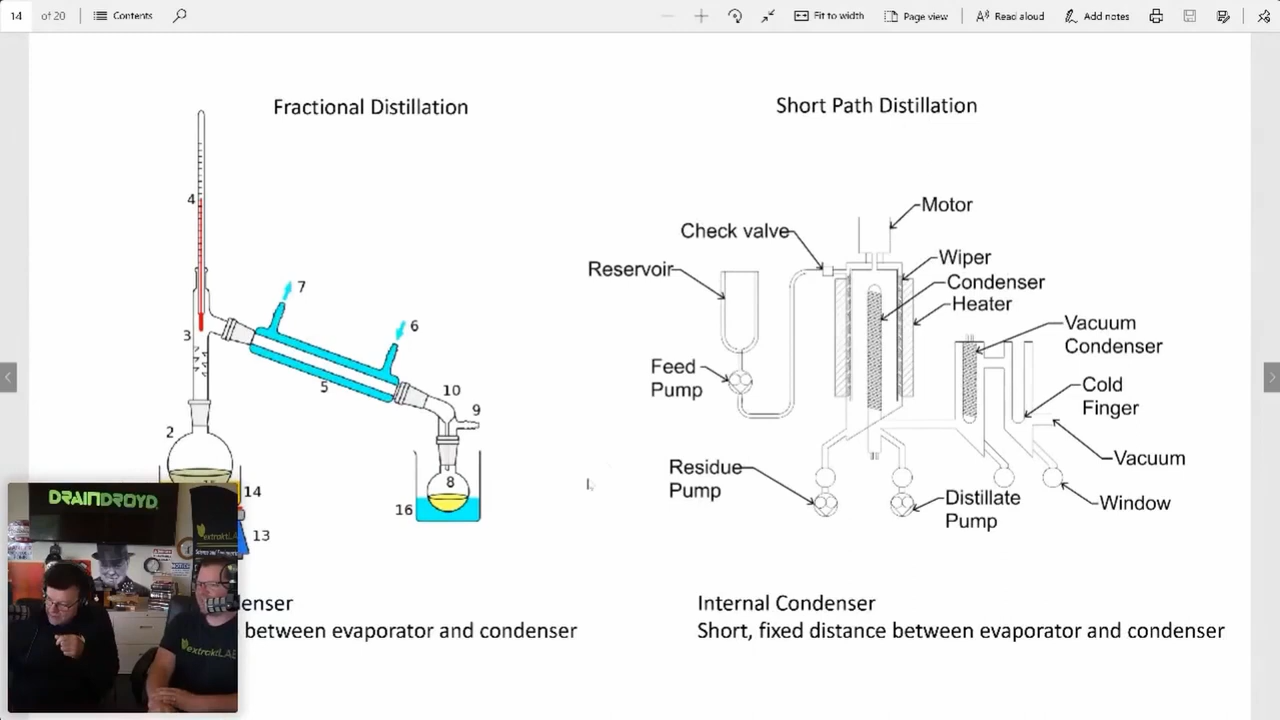 14
of 20
Contents
Fit to width
Page view
Read aloud
Add notes
Fractional Distillation
Short Path Distillation
4
7
6
3
5
10
9
2
8
14
16
13
Motor
Check valve
Wiper
Reservoir
Condenser
Heater
Vacuum
Condenser
Feed
Pump
Cold
Finger
Residue
Pump
Vacuum
Distillate
Pump
Window
denser
between evaporator and condenser
Internal Condenser
Short, fixed distance between evaporator and condenser
DRAINDROYD
extraktLAB
extraktLAB